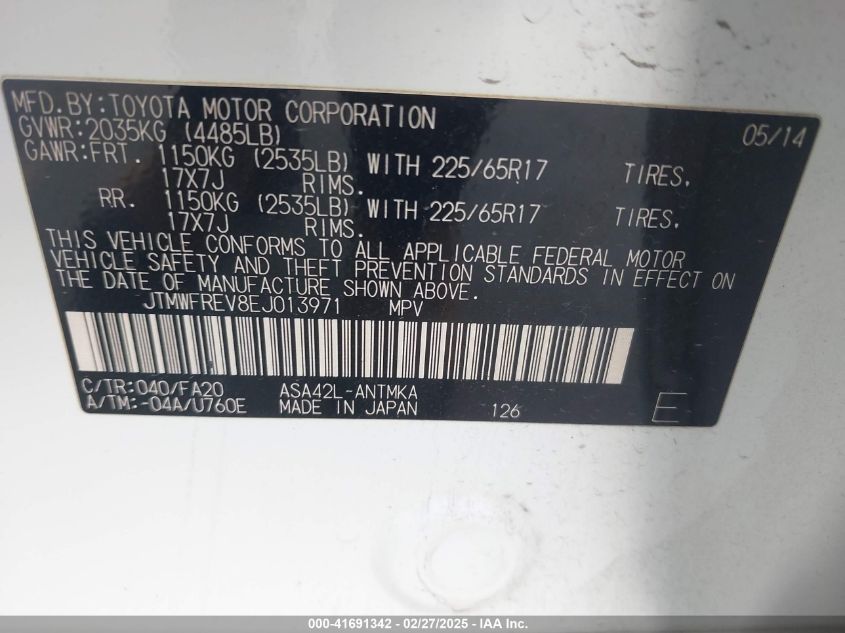 MFD.BY:TOYOTA MOTOR CORPORATION 05/14
GVWR:2035KG (4485LB)
GAWR:FRT. 1150KG (2535LB) WITH 225/65R17 TIRES,
17X7J RIMS.
RR. 1150KG (2535LB) WITH 225/65R17 TIRES,
17X7J RIMS.
THIS VEHICLE CONFORMS TO ALL APPLICABLE FEDERAL MOTOR
VEHICLE SAFETY AND THEFT PREVENTION STANDARDS IN EFFECT ON
THE DATE OF MANUFACTURE SHOWN ABOVE.
JTMWFREV8EJ013971 MPV
C/TR:040/FA20 ASA42L-ANTMKA
A/TM:-04A/U760E MADE IN JAPAN 126 E
000-41691342 / 02/27/2025 - IAA Inc.